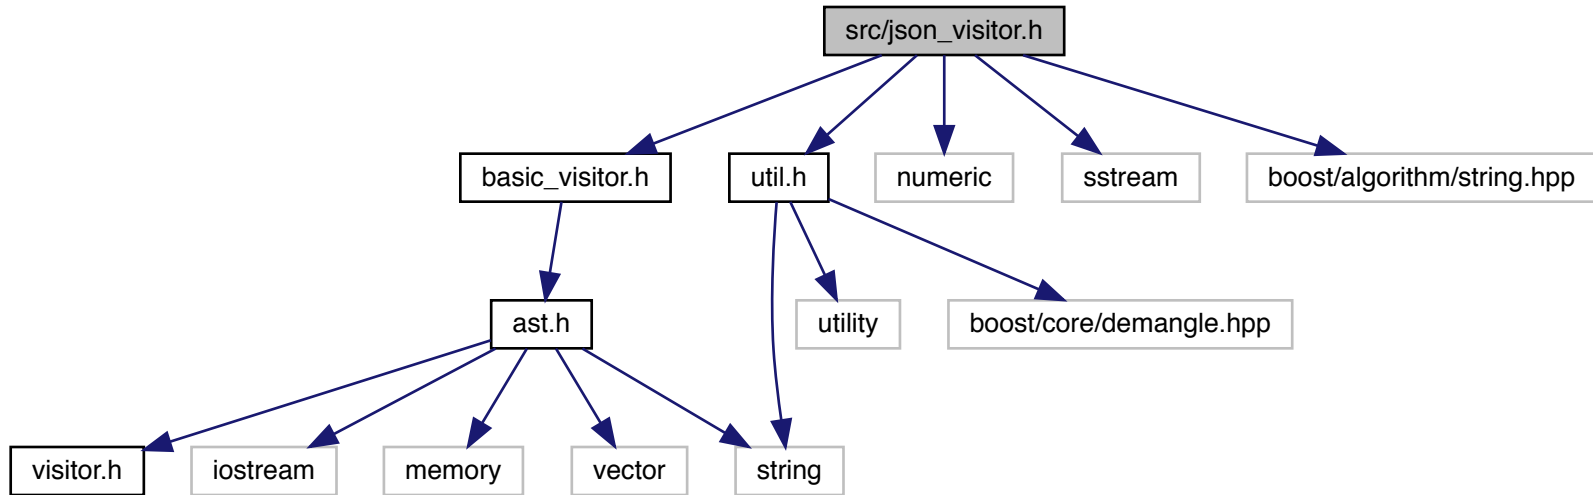 src/json_visitor.h
basic_visitor.h
util.h
numeric
sstream
boost/algorithm/string.hpp
ast.h
utility
boost/core/demangle.hpp
visitor.h
iostream
memory
vector
string